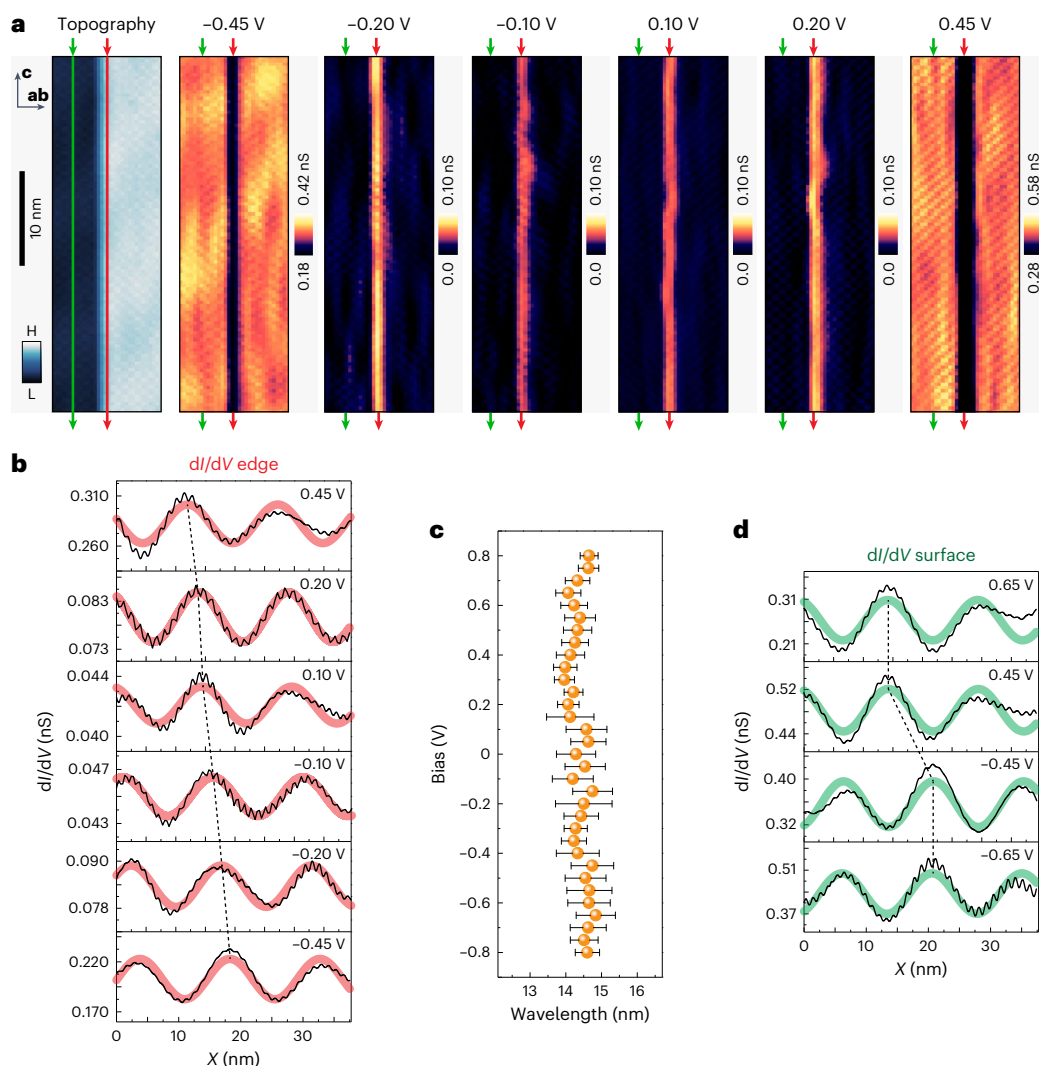 a
Topography
−0.45 V
−0.20 V
−0.10 V
0.10 V
0.20 V
0.45 V
c
ab
10 nm
H
L
0.42 nS
0.18
0.10 nS
0.0
0.10 nS
0.0
0.10 nS
0.0
0.10 nS
0.0
0.58 nS
0.28
b
dI/dV edge
dI/dV (nS)
0.45 V
0.310
0.260
0.20 V
0.083
0.073
0.10 V
0.044
0.040
−0.10 V
0.047
0.043
−0.20 V
0.090
0.078
−0.45 V
0.220
0.170
0 10 20 30
X (nm)
c
Bias (V)
0.8
0.6
0.4
0.2
0
−0.2
−0.4
−0.6
−0.8
13 14 15 16
Wavelength (nm)
d
dI/dV surface
dI/dV (nS)
0.65 V
0.31
0.21
0.45 V
0.52
0.44
−0.45 V
0.40
0.32
−0.65 V
0.51
0.37
0 10 20 30
X (nm)